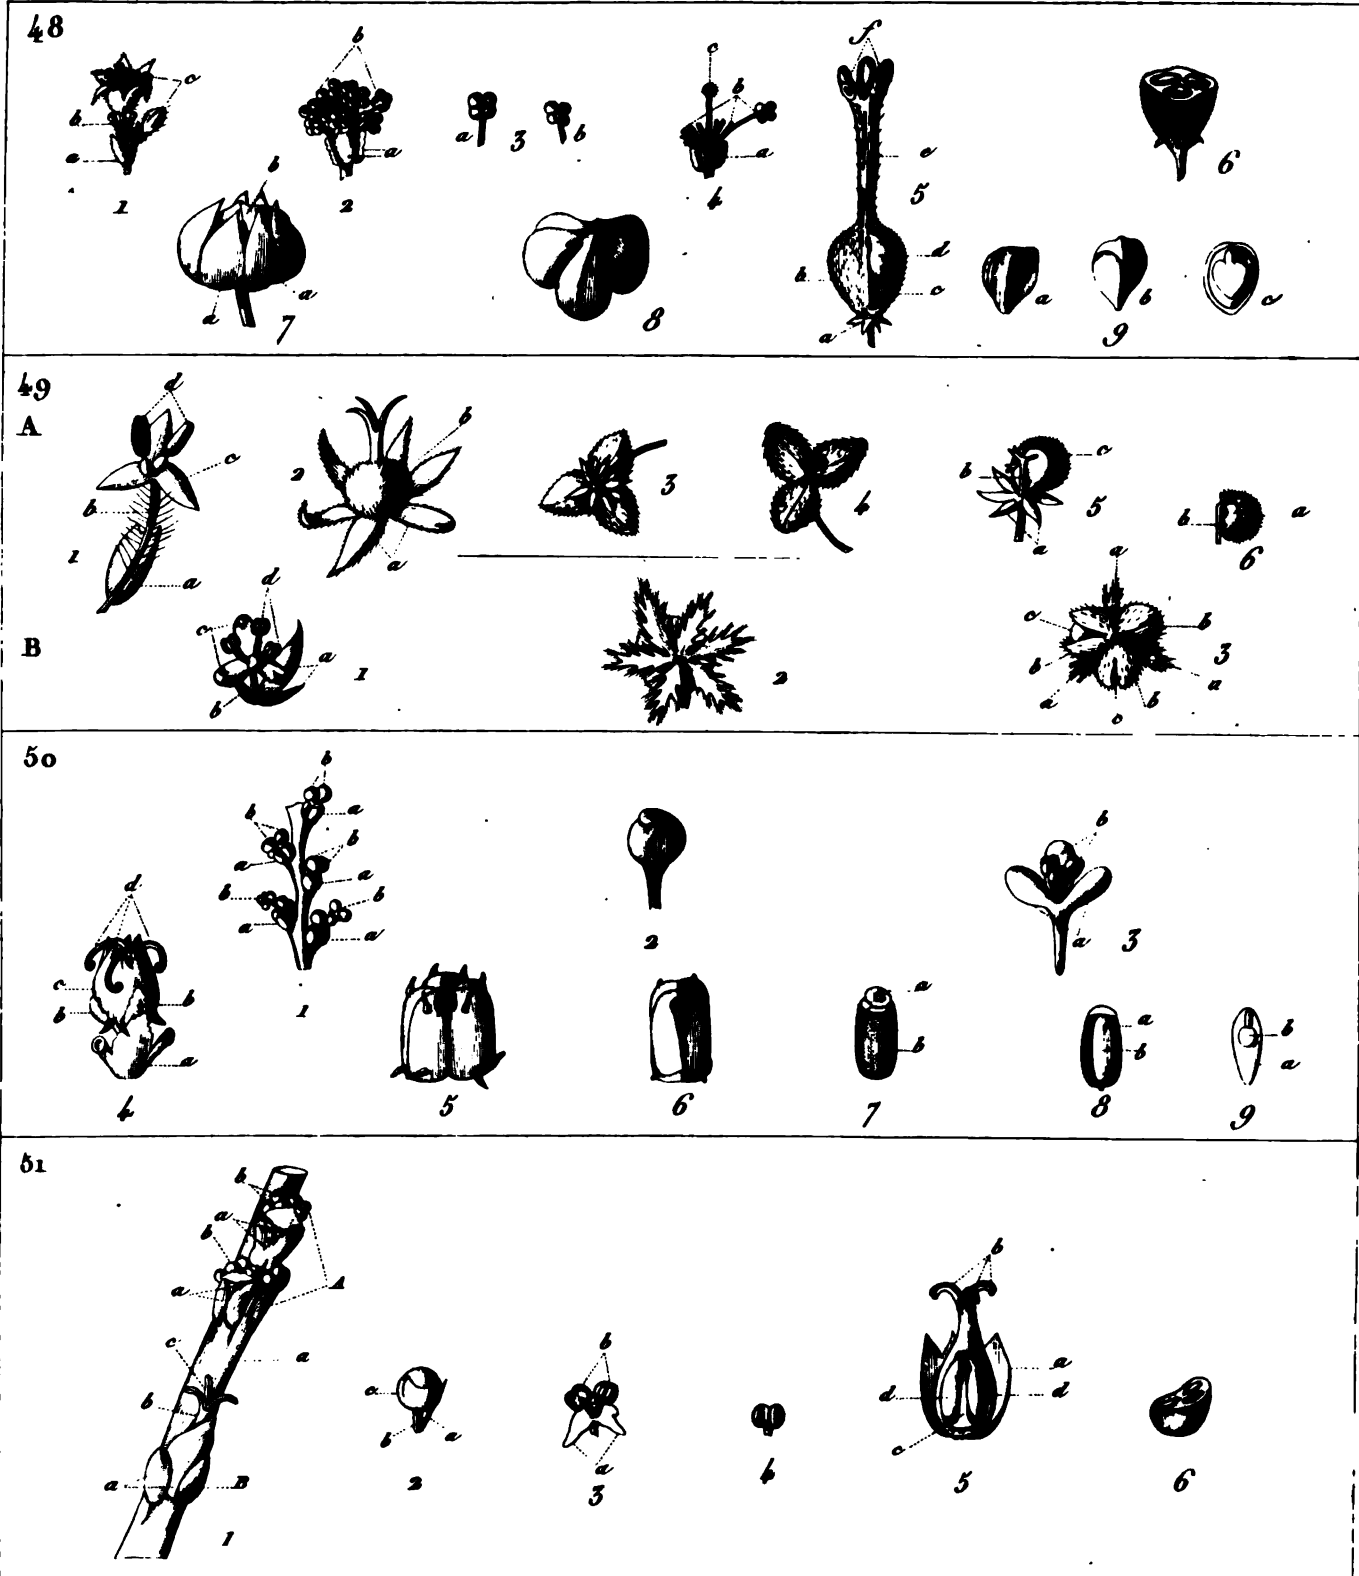 48
c b a 1
b a 2
a 3 b
c b a 4
f e d c b a 5
6
b a a 7
8
a b c 9
49
A
d c b a 1
2 b a
3
4
b c a 5
b a 6
B
d c a b 1
2
a b c b a a c b 3
50
b a b b a a b b a a 1
2
b a 3
d c b b a 4
5
6
a b 7
a b 8
b a 9
51
b a b a A c a b a B 1
c b a 2
b a 3
4
b a d d c 5
6